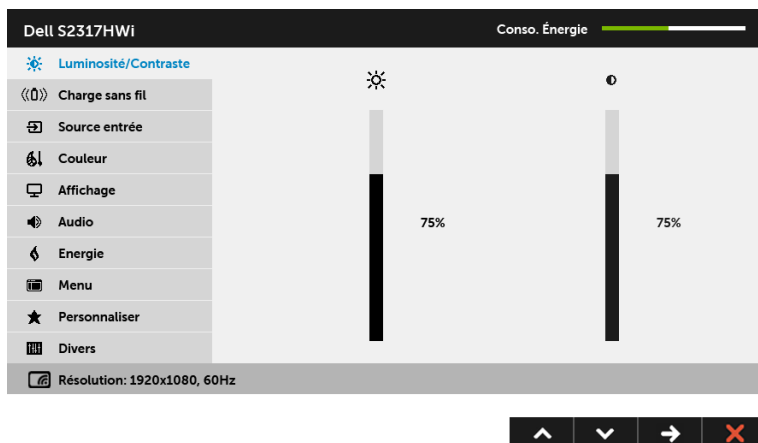 Dell S2317HWi
Conso. Énergie
Luminosité/Contraste
Charge sans fil
Source entrée
Couleur
Affichage
Audio
Energie
Menu
Personnaliser
Divers
75%
75%
Résolution: 1920x1080, 60Hz